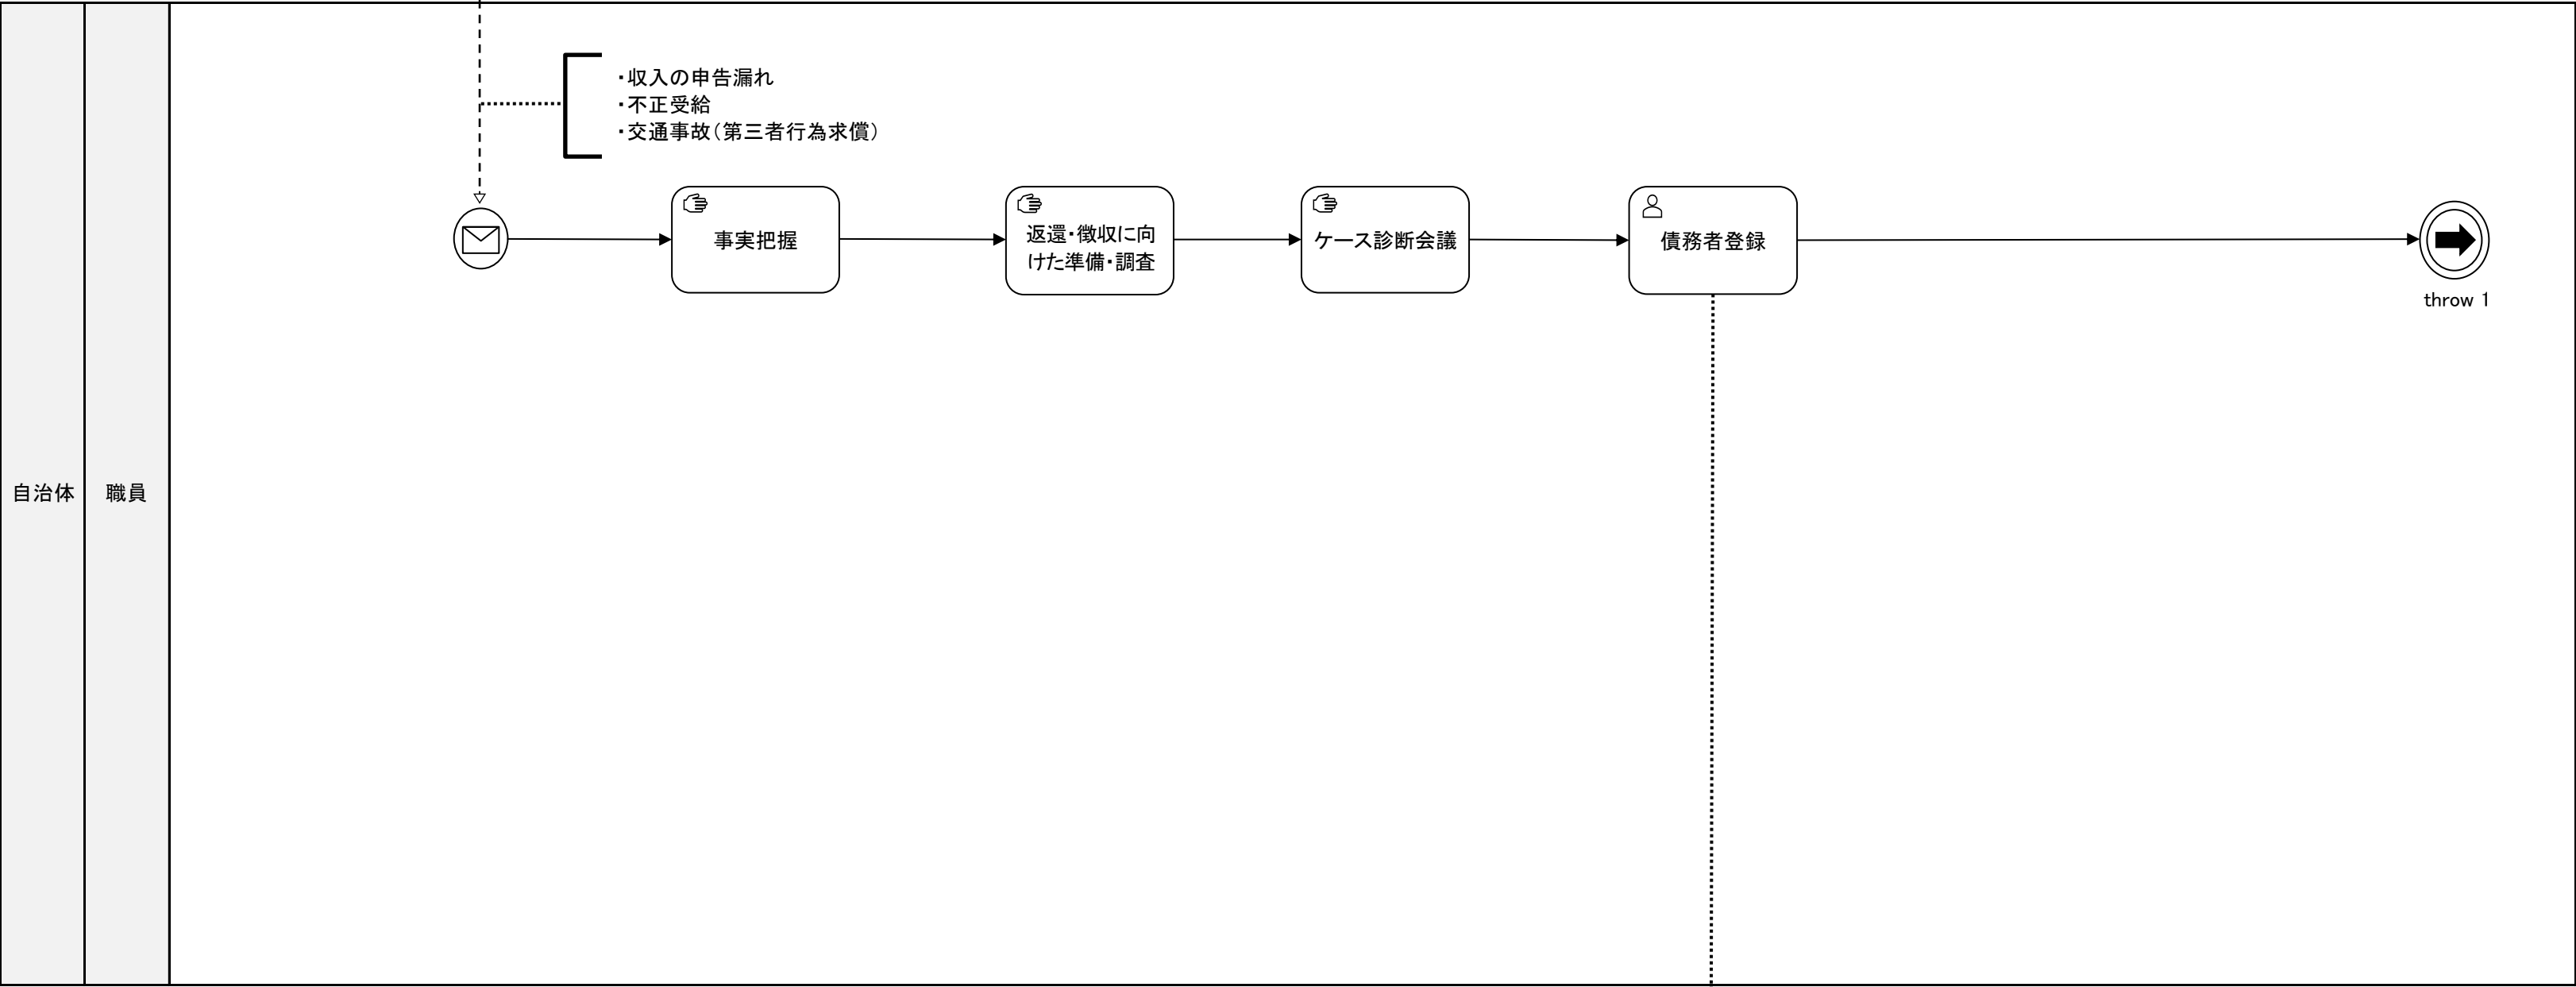 ・収入の申告漏れ
・不正受給
・交通事故（第三者行為求償）
事実把握
返還・徴収に向
けた準備・調査
ケース診断会議
債務者登録
throw 1
自治体
職員